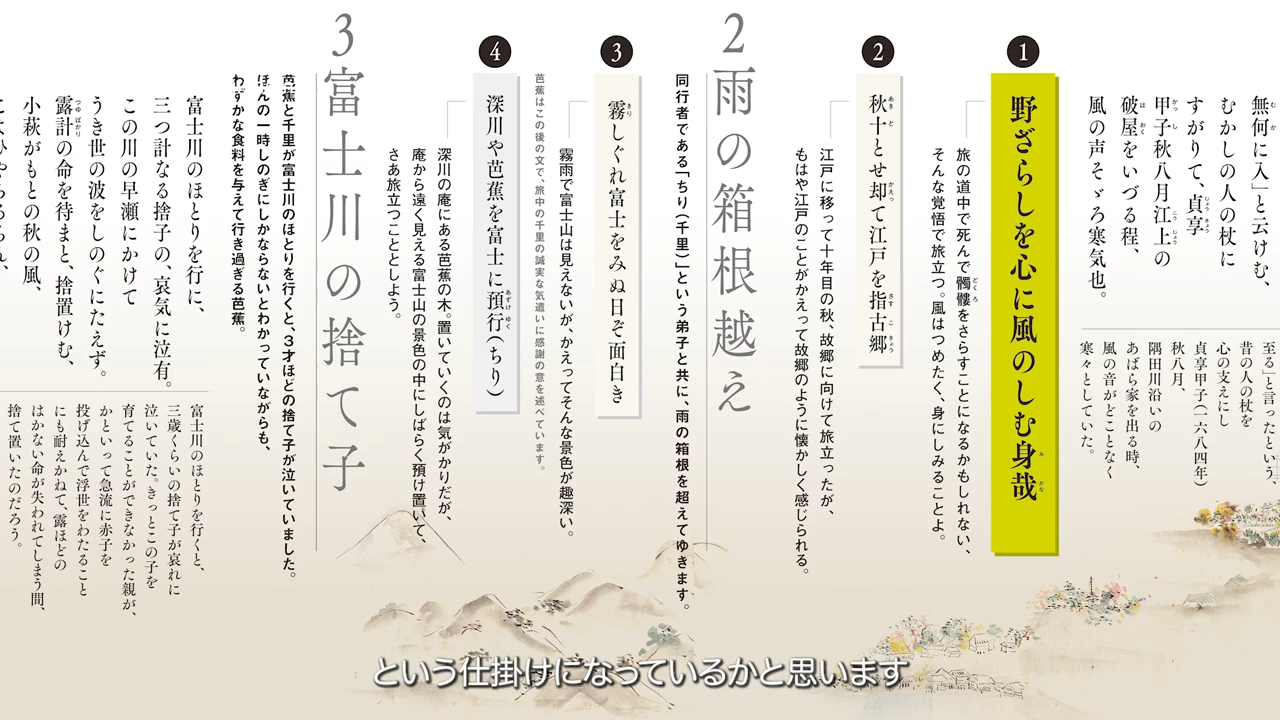 無何に入」と云けむ、
むかしの人の杖に
すがりて、貞享
甲子秋八月江上の
破屋をいづる程、
風の声そゞろ寒気也。
至る」と言ったという、
昔の人の杖を
心の支えにし
貞享甲子(一六八四年)
秋八月、
隅田川沿いの
あばら家を出る時、
風の音がどことなく
寒々としていた。
1
野ざらしを心に風のしむ身哉
旅の道中で死んで髑髏をさらすことになるかもしれない、
そんな覚悟で旅立つ。風はつめたく、身にしみることよ。
2
秋十とせ却て江戸を指古郷
江戸に移って十年目の秋、故郷に向けて旅立ったが、
もはや江戸のことがかえって故郷のように懐かしく感じられる。
2 雨の箱根越え
同行者である「ちり(千里)」という弟子と共に、雨の箱根を超えてゆきます。
3
霧しぐれ富士をみぬ日ぞ面白き
霧雨で富士山は見えないが、かえってそんな景色が趣深い。
芭蕉はこの後の文で、旅中の千里の誠実な気遣いに感謝の意を述べています。
4
深川や芭蕉を富士に預行(ちり)
深川の庵にある芭蕉の木。置いていくのは気がかりだが、
庵から遠く見える富士山の景色の中にしばらく預け置いて、
さあ旅立つこととしよう。
3 富士川の捨て子
芭蕉と千里が富士川のほとりを行くと、3才ほどの捨て子が泣いていました。
ほんの一時しのぎにしかならないとわかっていながらも、
わずかな食料を与えて行き過ぎる芭蕉。
富士川のほとりを行に、
三つ計なる捨子の、哀気に泣有。
この川の早瀬にかけて
うき世の波をしのぐにたえず。
露計の命を待まと、捨置けむ、
小萩がもとの秋の風、
富士川のほとりを行くと、
三歳くらいの捨て子が哀れに
泣いていた。きっとこの子を
育てることができなかった親が、
かといって急流に赤子を
投げ込んで浮世をわたること
にも耐えかねて、露ほどの
はかない命が失われてしまう間、
捨て置いたのだろう。
という仕掛けになっているかと思います